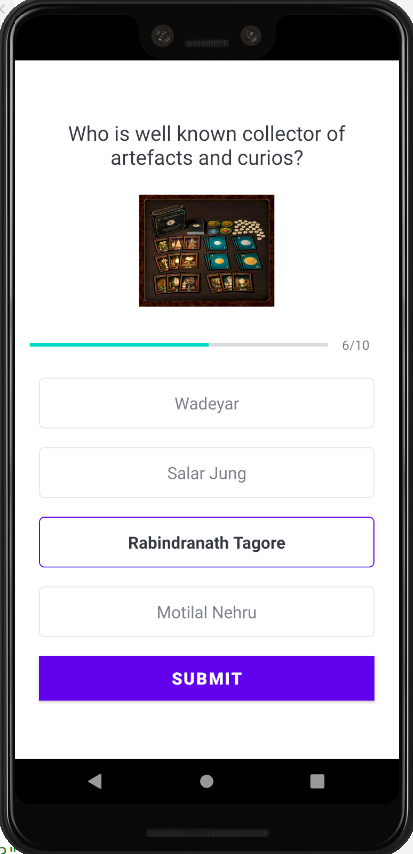 Who is well known collector of
artefacts and curios?
6/10
Wadeyar
Salar Jung
Rabindranath Tagore
Motilal Nehru
SUBMIT